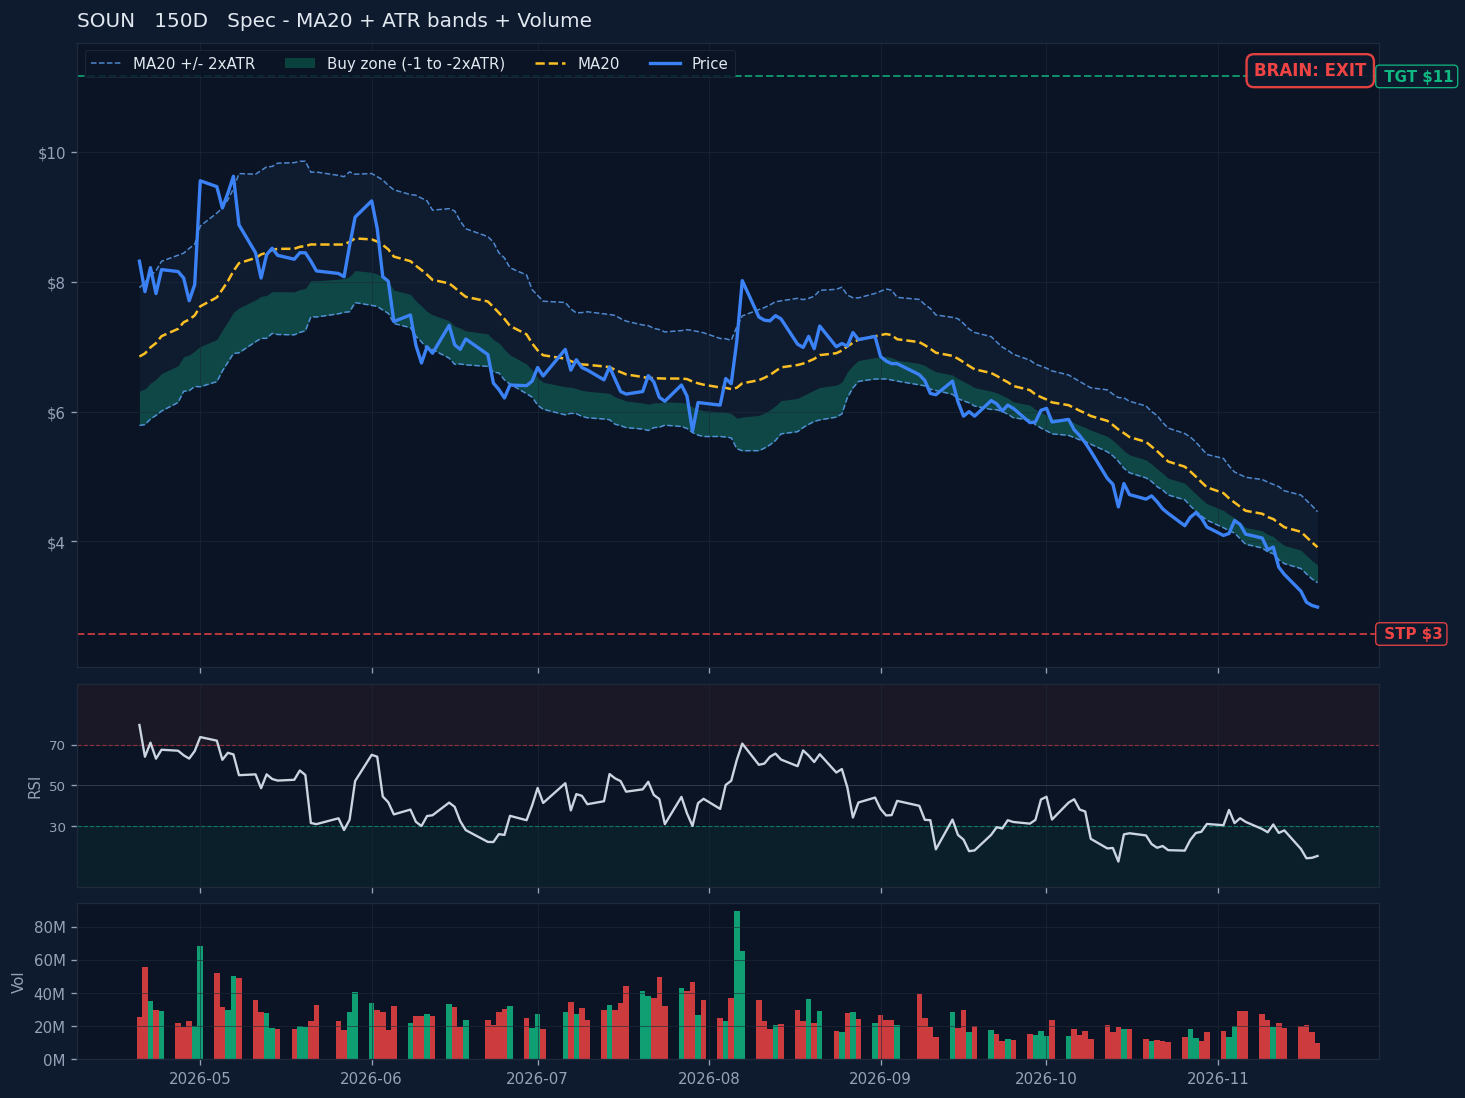 SOUN   150D   Spec - MA20 + ATR bands + Volume
MA20 +/- 2xATR
Buy zone (-1 to -2xATR)
MA20
Price
BRAIN: EXIT
TGT $11
$10
$8
$6
$4
STP $3
RSI
70
50
30
Vol
80M
60M
40M
20M
0M
2026-05
2026-06
2026-07
2026-08
2026-09
2026-10
2026-11